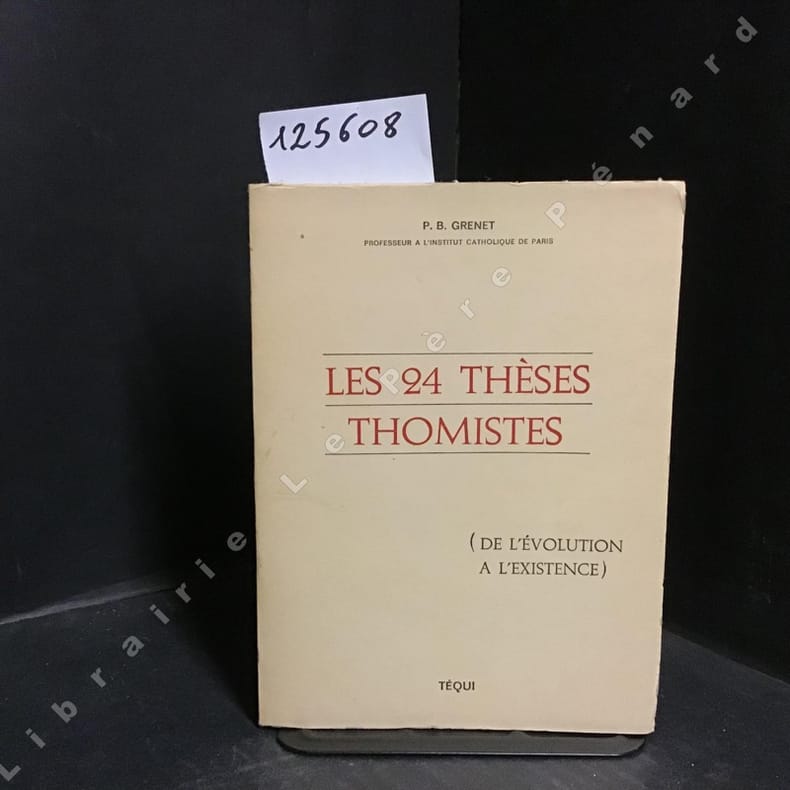 125608
P. B. GRENET
PROFESSEUR A L'INSTITUT CATHOLIQUE DE PARIS
LES 24 THÈSES
THOMISTES
(DE L'ÉVOLUTION
A L'EXISTENCE)
TÉQUI
Librairie Le Père Pénard